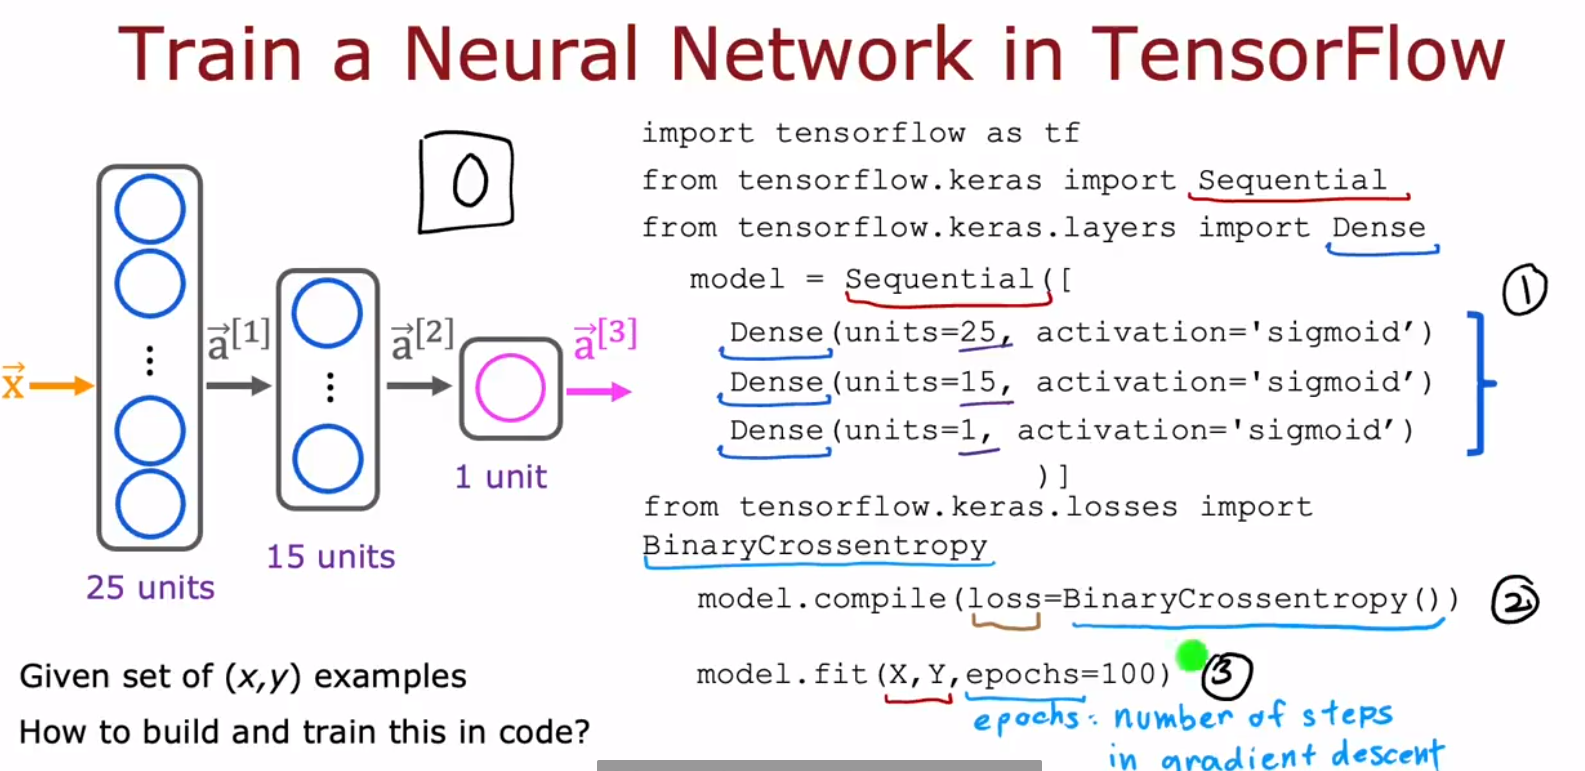 Train a Neural Network in TensorFlow
0
x
a[1]
a[2]
a[3]
25 units
15 units
1 unit
Given set of (x,y) examples
How to build and train this in code?
import tensorflow as tf
from tensorflow.keras import Sequential
from tensorflow.keras.layers import Dense
model = Sequential([
Dense(units=25, activation='sigmoid’)
Dense(units=15, activation='sigmoid’)
Dense(units=1, activation='sigmoid’)
)]
1
from tensorflow.keras.losses import
BinaryCrossentropy
model.compile(loss=BinaryCrossentropy()) 2
model.fit(X,Y,epochs=100) 3
epochs: number of steps
in gradient descent